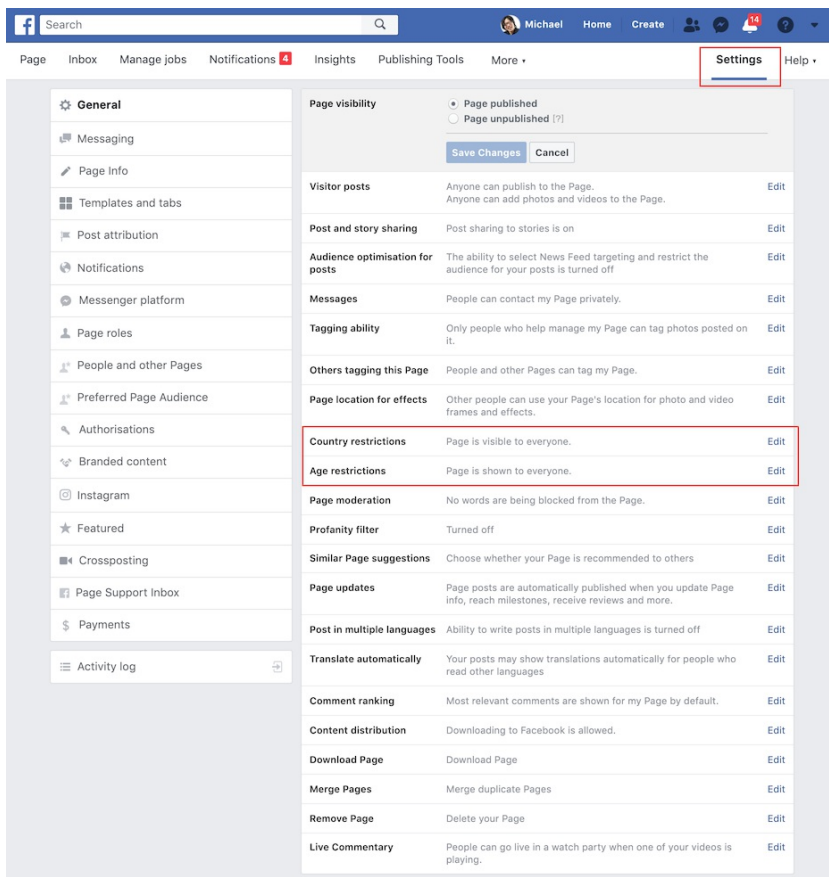 f Search Michael Home Create 14 ?
Page Inbox Manage jobs Notifications 4 Insights Publishing Tools More Settings Help
General
Messaging
Page Info
Templates and tabs
Post attribution
Notifications
Messenger platform
Page roles
People and other Pages
Preferred Page Audience
Authorisations
Branded content
Instagram
Featured
Crossposting
Page Support Inbox
$ Payments
Activity log
Page visibility Page published
Page unpublished [?]
Save Changes Cancel
Visitor posts Anyone can publish to the Page. Edit
Anyone can add photos and videos to the Page.
Post and story sharing Post sharing to stories is on Edit
Audience optimisation for The ability to select News Feed targeting and restrict the Edit
posts audience for your posts is turned off
Messages People can contact my Page privately. Edit
Tagging ability Only people who help manage my Page can tag photos posted on Edit
it.
Others tagging this Page People and other Pages can tag my Page. Edit
Page location for effects Other people can use your Page's location for photo and video Edit
frames and effects.
Country restrictions Page is visible to everyone. Edit
Age restrictions Page is shown to everyone. Edit
Page moderation No words are being blocked from the Page. Edit
Profanity filter Turned off Edit
Similar Page suggestions Choose whether your Page is recommended to others Edit
Page updates Page posts are automatically published when you update Page Edit
info, reach milestones, receive reviews and more.
Post in multiple languages Ability to write posts in multiple languages is turned off Edit
Translate automatically Your posts may show translations automatically for people who Edit
read other languages
Comment ranking Most relevant comments are shown for my Page by default. Edit
Content distribution Downloading to Facebook is allowed. Edit
Download Page Download Page Edit
Merge Pages Merge duplicate Pages Edit
Remove Page Delete your Page Edit
Live Commentary People can go live in a watch party when one of your videos is Edit
playing.